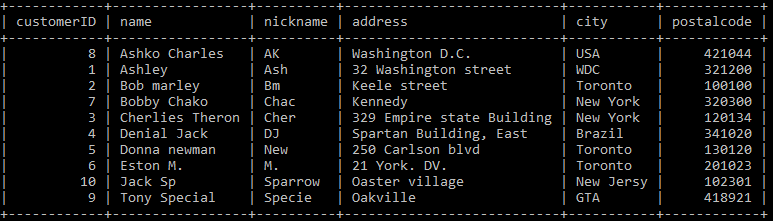 customerID | name | nickname | address | city | postalcode
8 | Ashko Charles | AK | Washington D.C. | USA | 421044
1 | Ashley | Ash | 32 Washington street | WDC | 321200
2 | Bob marley | Bm | Keele street | Toronto | 100100
7 | Bobby Chako | Chac | Kennedy | New York | 320300
3 | Cherlies Theron | Cher | 329 Empire state Building | New York | 120134
4 | Denial Jack | DJ | Spartan Building, East | Brazil | 341020
5 | Donna newman | New | 250 Carlson blvd | Toronto | 130120
6 | Eston M. | M. | 21 York. DV. | Toronto | 201023
10 | Jack Sp | Sparrow | Oaster village | New Jersy | 102301
9 | Tony Special | Specie | Oakville | GTA | 418921